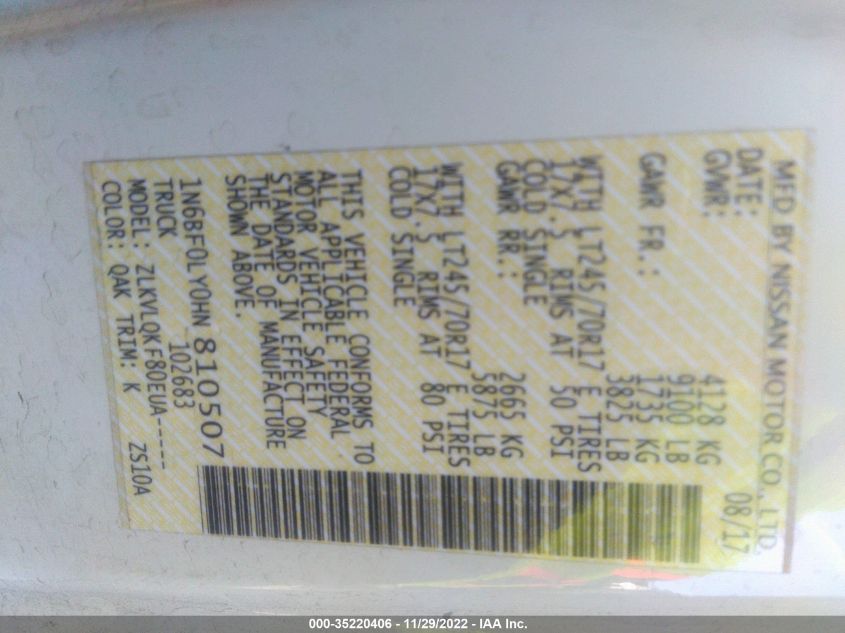 MFD BY NISSAN MOTOR CO., LTD.
DATE: 08/17
GVWR: 4128 KG
9100 LB
GAWR FR.: 1735 KG
3825 LB
WITH LT245/70R17 E TIRES
17X7.5 RIMS AT 50 PSI
COLD SINGLE
GAWR RR.: 2665 KG
5875 LB
WITH LT245/70R17 E TIRES
17X7.5 RIMS AT 80 PSI
COLD SINGLE
THIS VEHICLE CONFORMS TO
ALL APPLICABLE FEDERAL
MOTOR VEHICLE SAFETY
STANDARDS IN EFFECT ON
THE DATE OF MANUFACTURE
SHOWN ABOVE.
1N6BF0LY0HN810507
TRUCK 102683
MODEL: ZLKVLQKF80EUA-----
COLOR: QAK TRIM: K ZS10A
000-35220406 - 11/29/2022 - IAA Inc.